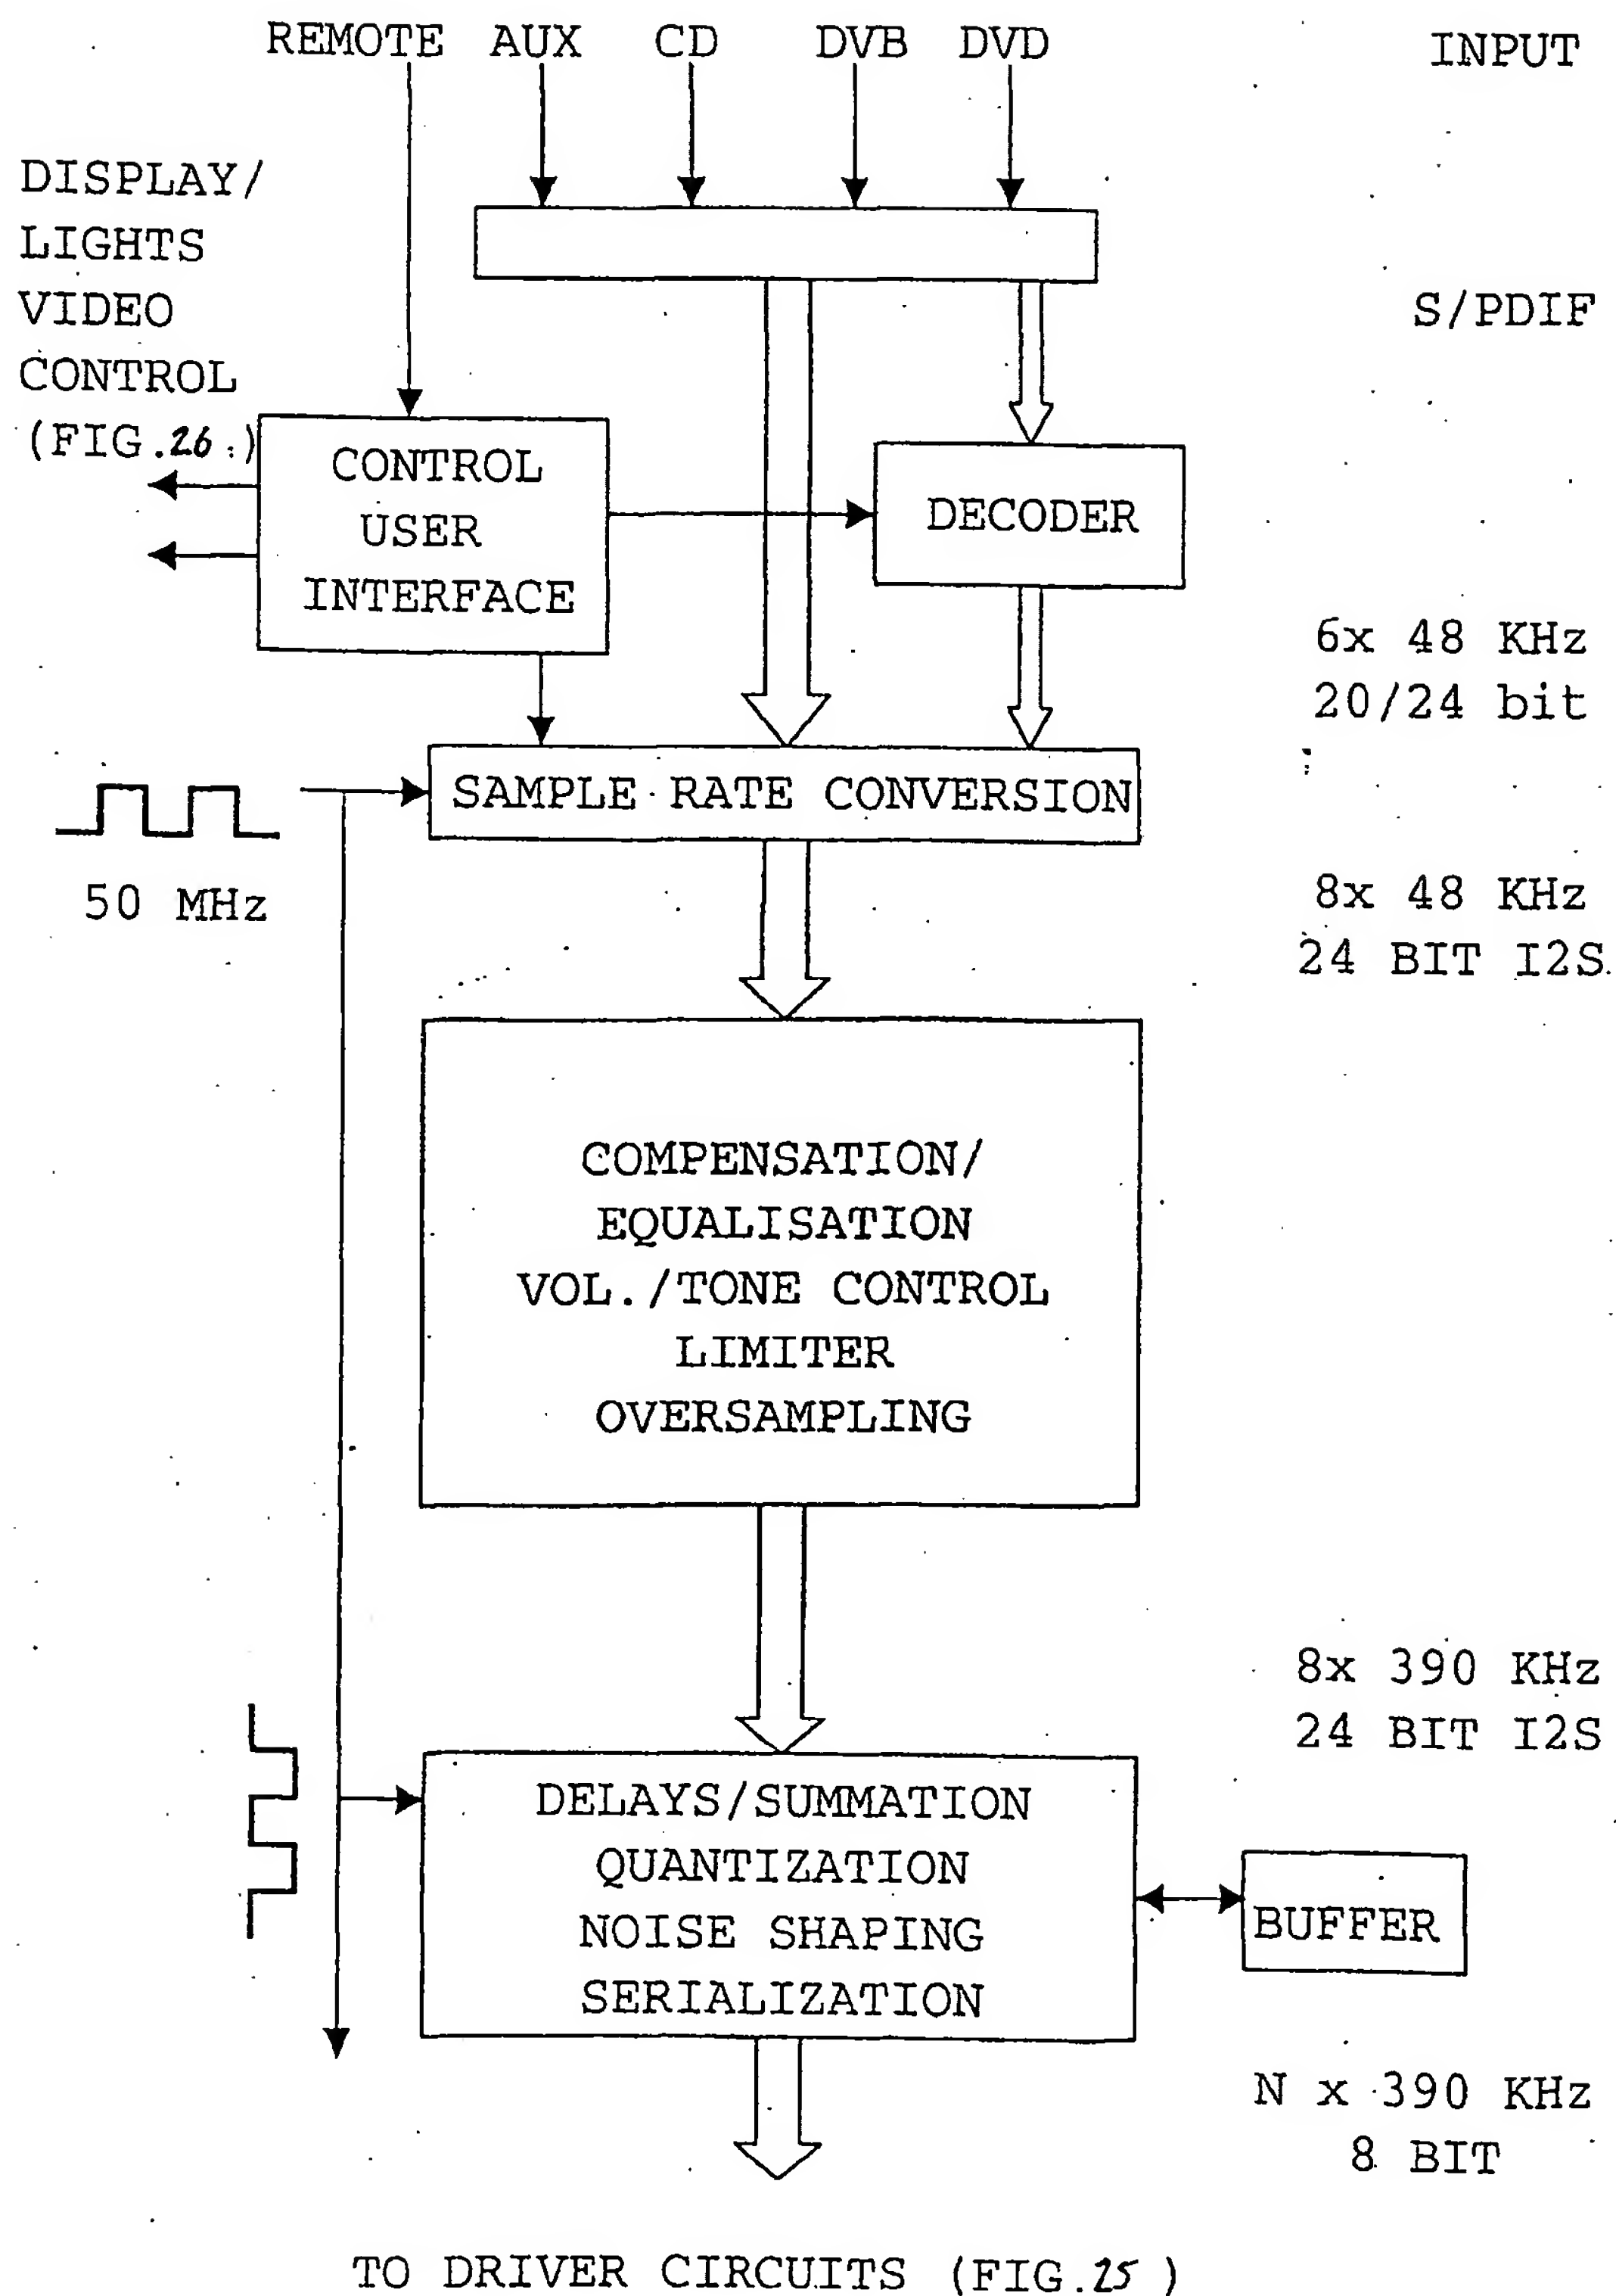 REMOTE AUX CD DVB DVD INPUT
DISPLAY/
LIGHTS
VIDEO
CONTROL
(FIG.26.)
S/PDIF
CONTROL
USER
INTERFACE
DECODER
6x 48 KHz
20/24 bit
SAMPLE RATE CONVERSION
50 MHz
8x 48 KHz
24 BIT I2S
COMPENSATION/
EQUALISATION
VOL./TONE CONTROL
LIMITER
OVERSAMPLING
8x 390 KHz
24 BIT I2S
DELAYS/SUMMATION
QUANTIZATION
NOISE SHAPING
SERIALIZATION
BUFFER
N x 390 KHz
8 BIT
TO DRIVER CIRCUITS (FIG.25 )